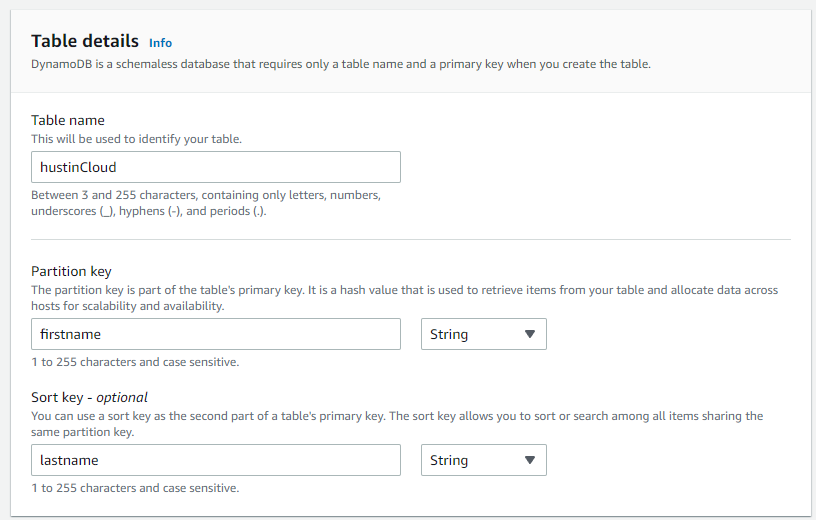 Table details Info
DynamoDB is a schemaless database that requires only a table name and a primary key when you create the table.
Table name
This will be used to identify your table.
hustinCloud
Between 3 and 255 characters, containing only letters, numbers,
underscores (_), hyphens (-), and periods (.).
Partition key
The partition key is part of the table's primary key. It is a hash value that is used to retrieve items from your table and allocate data across
hosts for scalability and availability.
firstname String
1 to 255 characters and case sensitive.
Sort key - optional
You can use a sort key as the second part of a table's primary key. The sort key allows you to sort or search among all items sharing the
same partition key.
lastname String
1 to 255 characters and case sensitive.